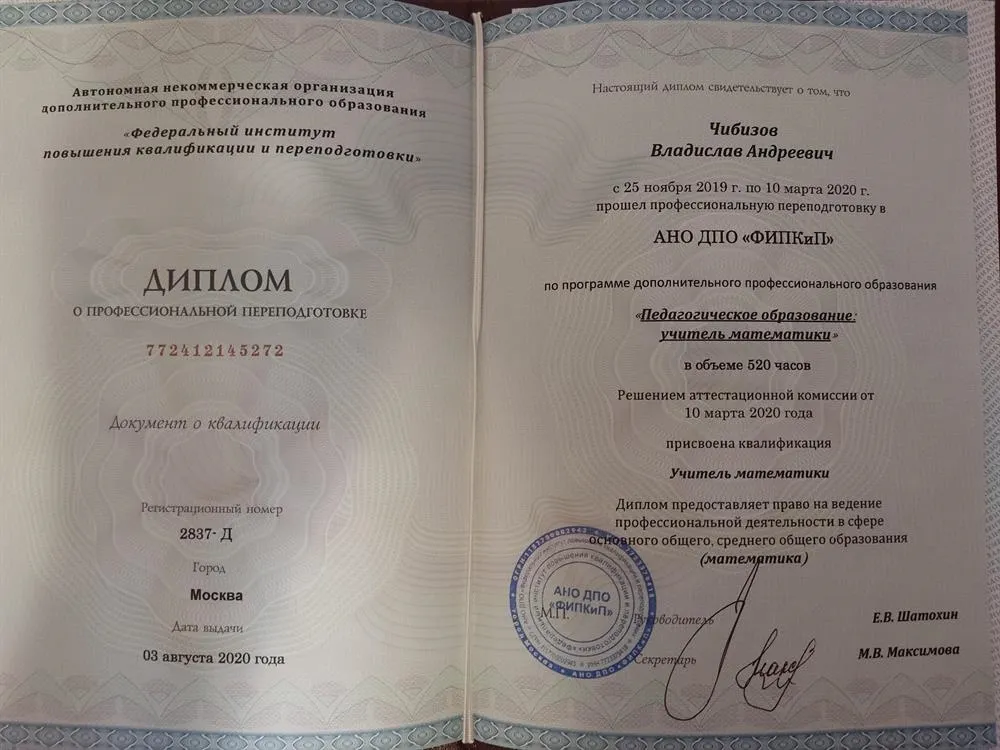 Автономная некоммерческая организация
дополнительного профессионального образования
«Федеральный институт
повышения квалификации и переподготовки»
ДИПЛОМ
О ПРОФЕССИОНАЛЬНОЙ ПЕРЕПОДГОТОВКЕ
772412145272
Документ о квалификации
Регистрационный номер
2837- Д
Город
Москва
Дата выдачи
03 августа 2020 года
Настоящий диплом свидетельствует о том, что
Чибизов
Владислав Андреевич
с 25 ноября 2019 г. по 10 марта 2020 г.
прошел профессиональную переподготовку в
АНО ДПО «ФИПКиП»
по программе дополнительного профессионального образования
«Педагогическое образование:
учитель математики»
в объеме 520 часов
Решением аттестационной комиссии от
10 марта 2020 года
присвоена квалификация
Учитель математики
Диплом предоставляет право на ведение
профессиональной деятельности в сфере
основного общего, среднего общего образования
(математика)
АНО ДПО
«ФИПКиП»
М.П.
Руководитель
Е.В. Шатохин
Секретарь
М.В. Максимова